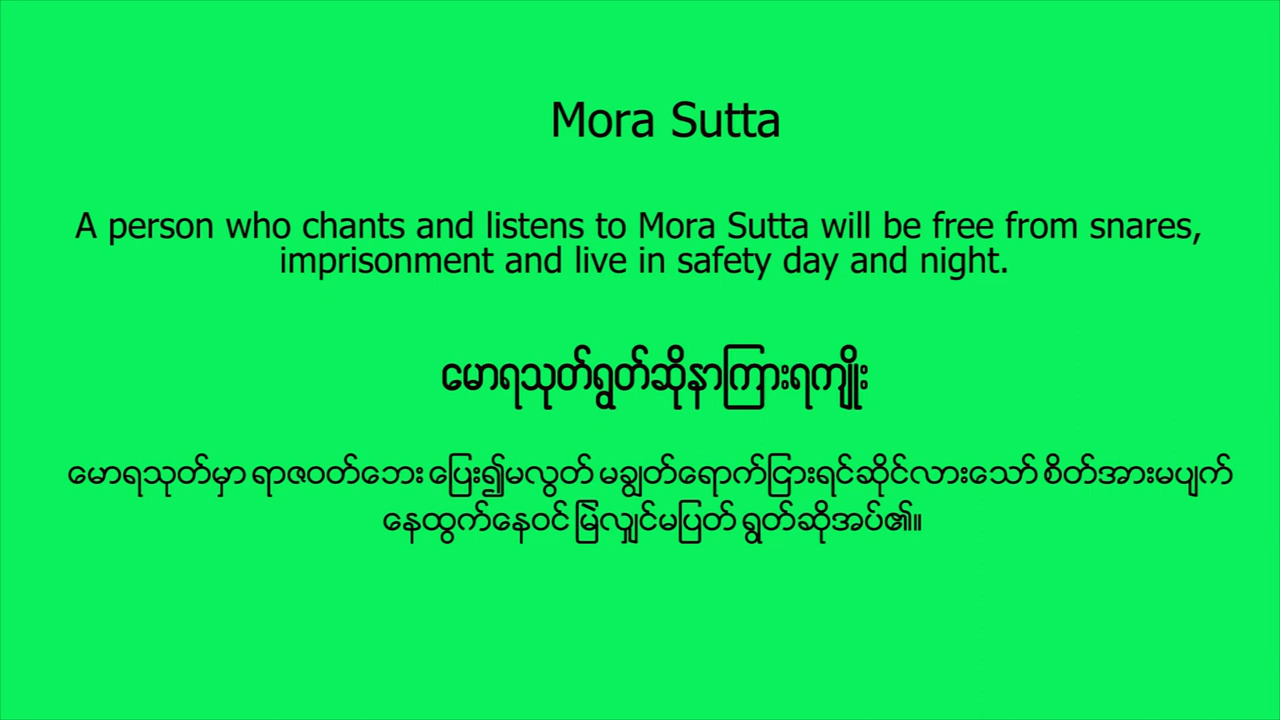 Mora Sutta
A person who chants and listens to Mora Sutta will be free from snares,
imprisonment and live in safety day and night.
မောရသုတ်ရွတ်ဆိုနာကြားရကျိုး
မောရသုတ်မှာ ရာဇဝတ်ဘေး ပြေး၍မလွတ် မချွတ်ရောက်ငြားရင်ဆိုင်လားသော် စိတ်အားမပျက်
နေထွက်နေဝင် မြဲလျှင်မပြတ် ရွတ်ဆိုအပ်၏။